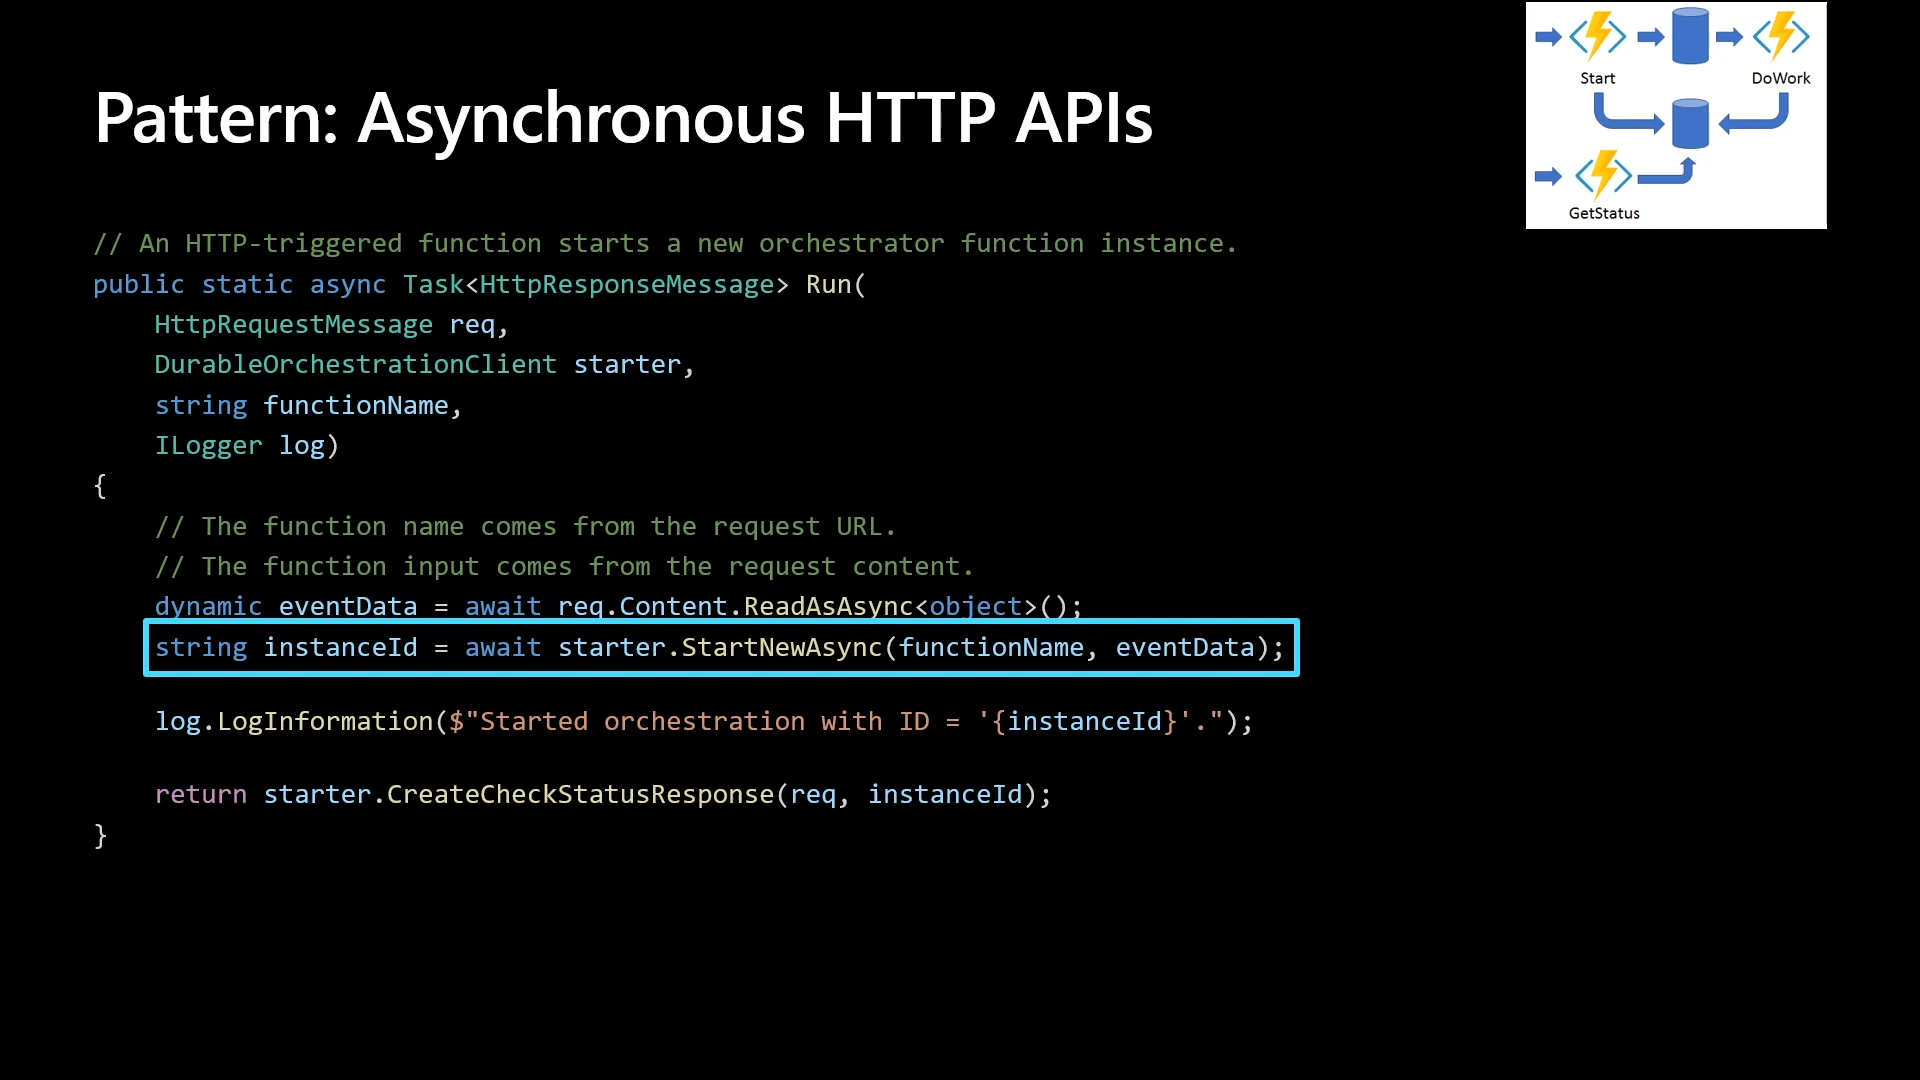 Pattern: Asynchronous HTTP APIs
Start
DoWork
GetStatus
// An HTTP-triggered function starts a new orchestrator function instance.
public static async Task<HttpResponseMessage> Run(
    HttpRequestMessage req,
    DurableOrchestrationClient starter,
    string functionName,
    ILogger log)
{
    // The function name comes from the request URL.
    // The function input comes from the request content.
    dynamic eventData = await req.Content.ReadAsAsync<object>();
    string instanceId = await starter.StartNewAsync(functionName, eventData);
    log.LogInformation($"Started orchestration with ID = '{instanceId}'.");
    return starter.CreateCheckStatusResponse(req, instanceId);
}